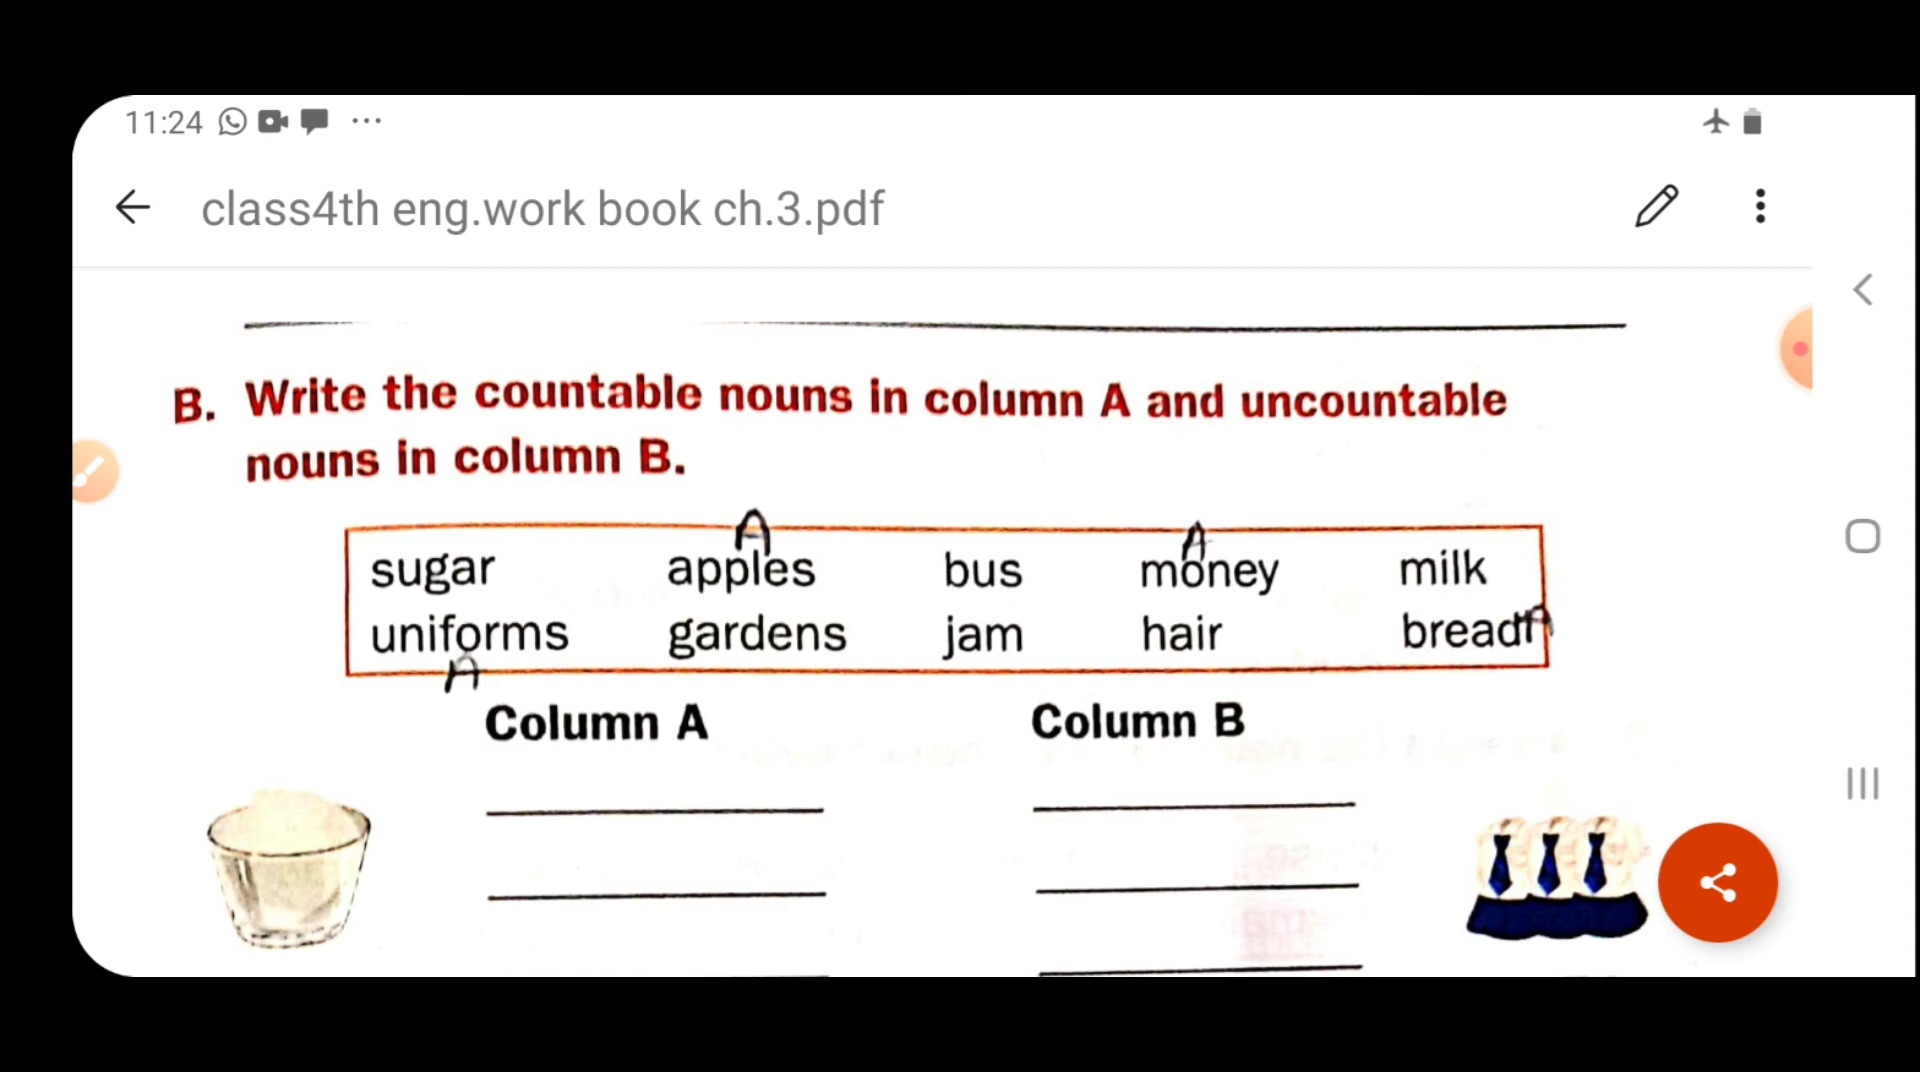 11:24 ...
class4th eng.work book ch.3.pdf
B. Write the countable nouns in column A and uncountable
nouns in column B.
A A
sugar apples bus money milk
uniforms gardens jam hair bread A
A
Column A Column B